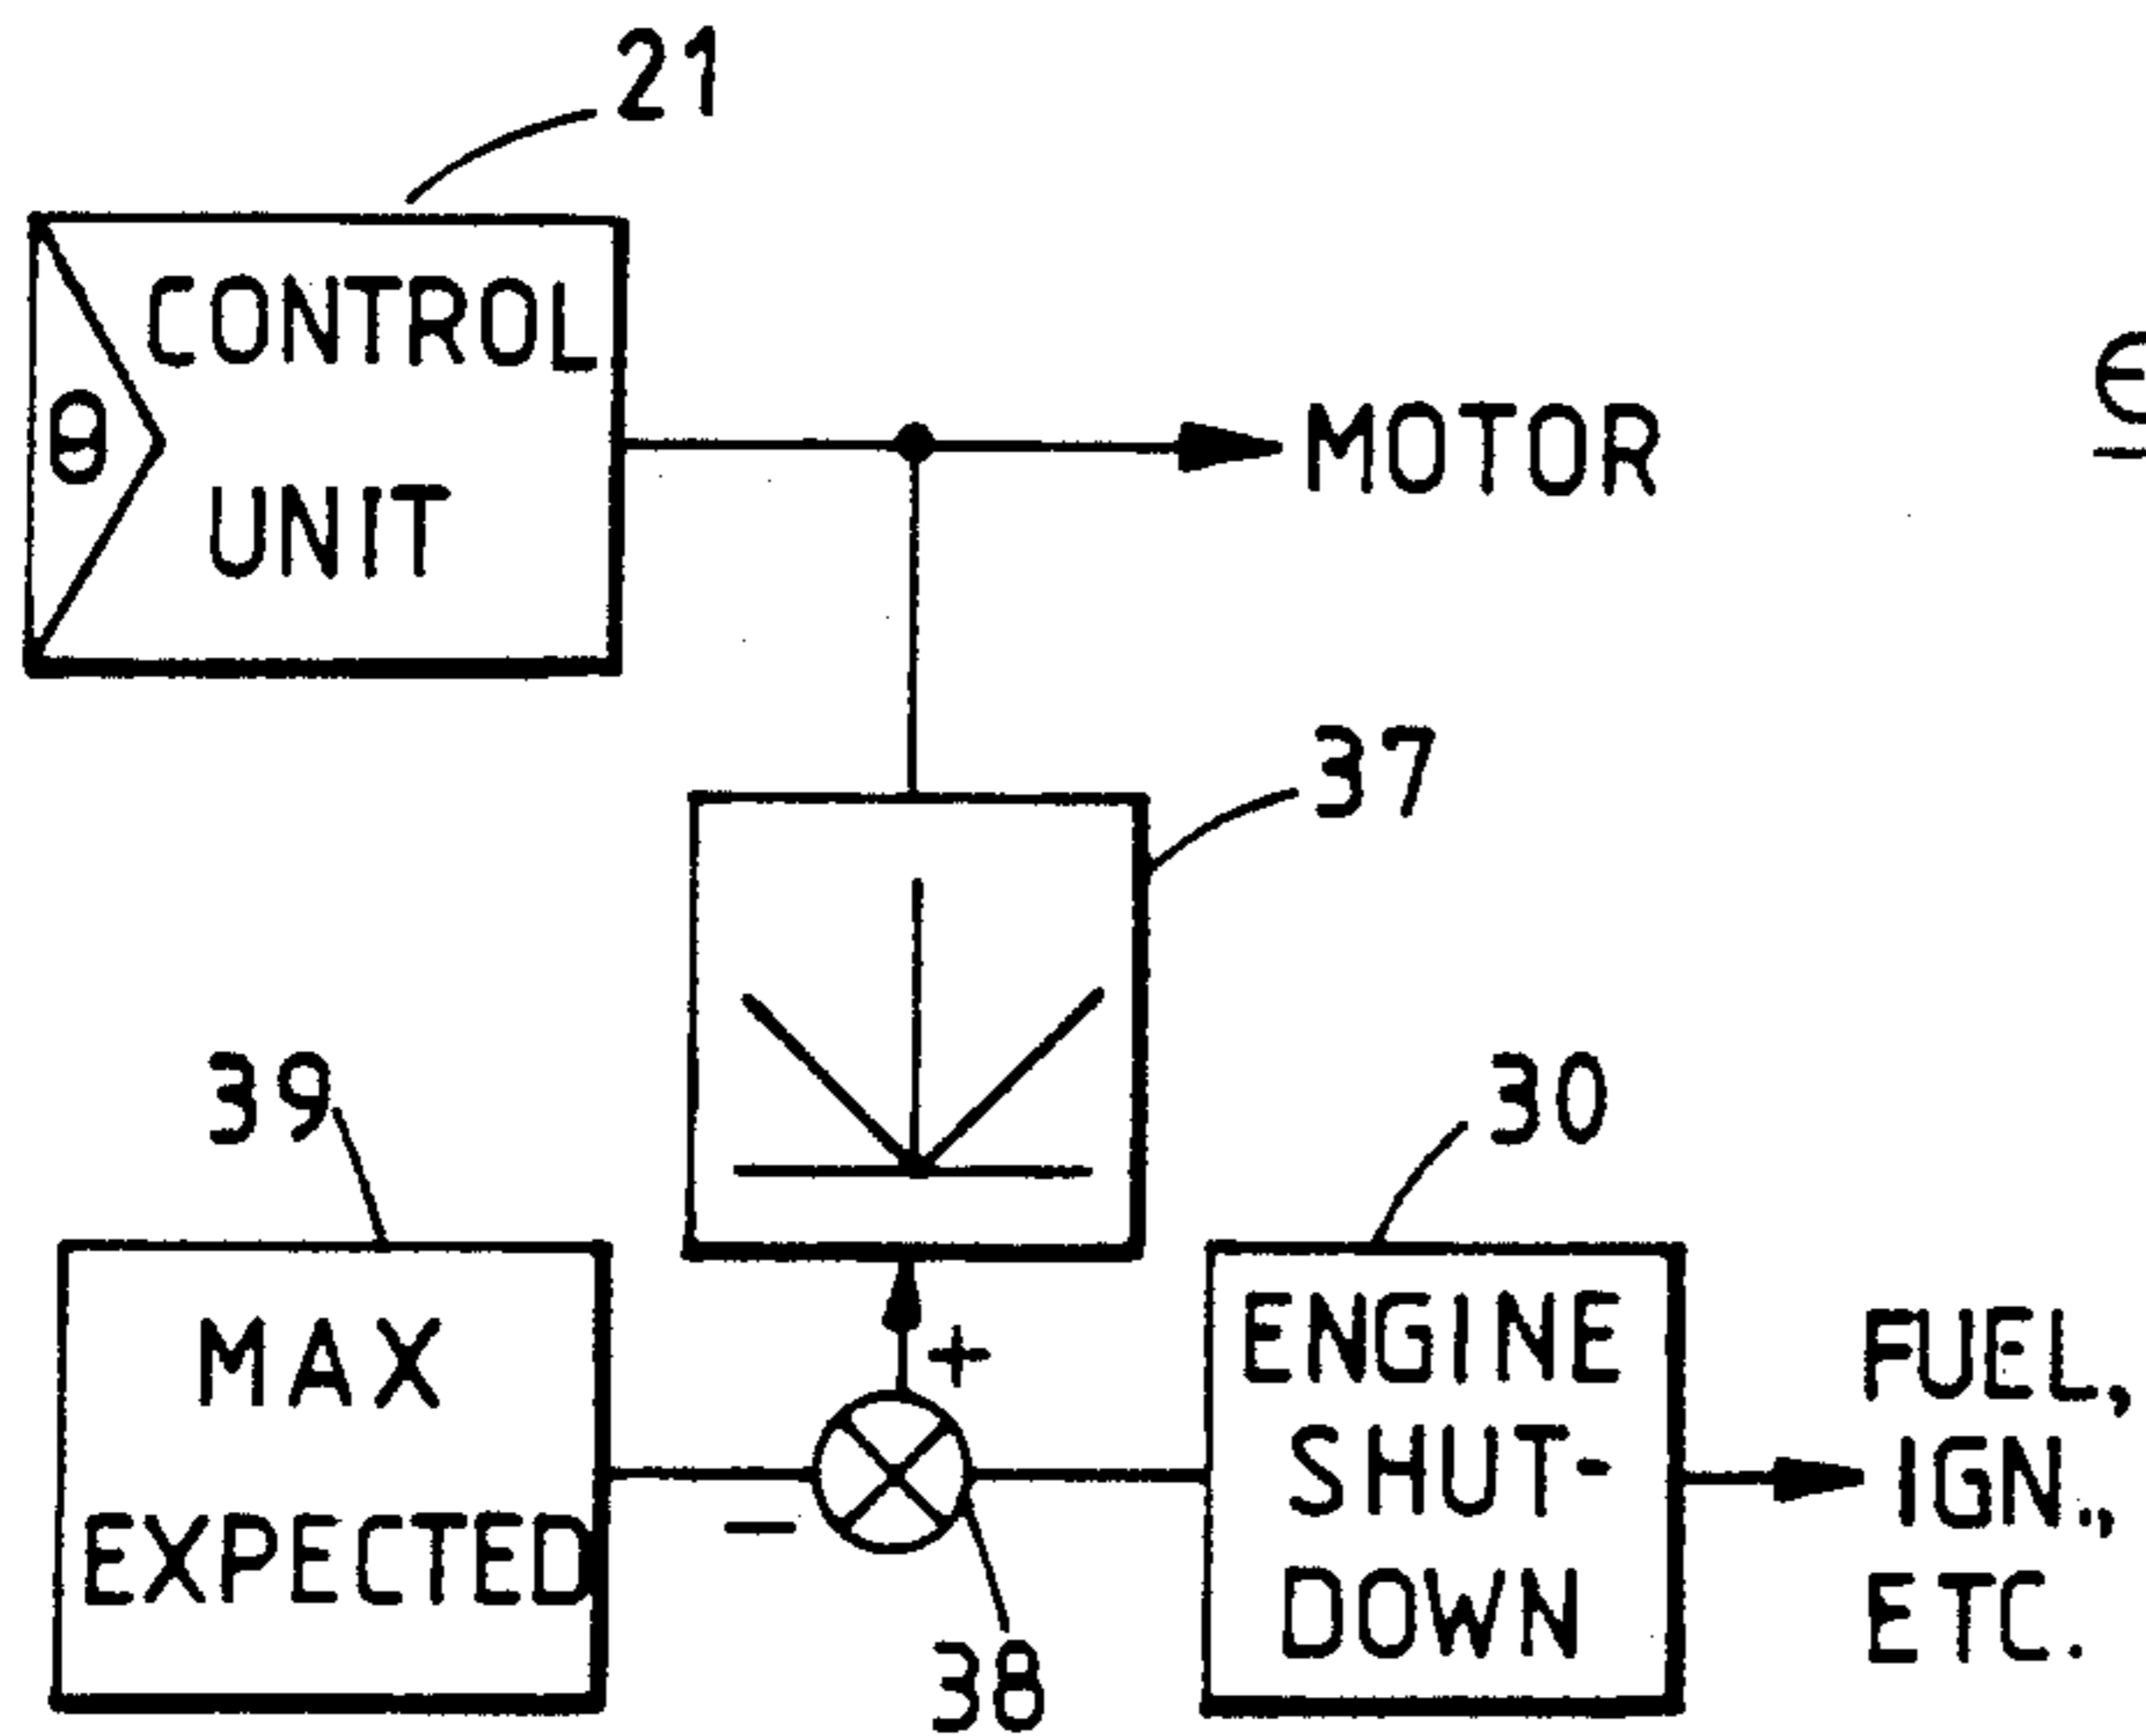 21
CONTROL
θ
UNIT
MOTOR
37
39
30
MAX
EXPECTED
+
−
38
ENGINE
SHUT-
DOWN
FUEL,
IGN.,
ETC.